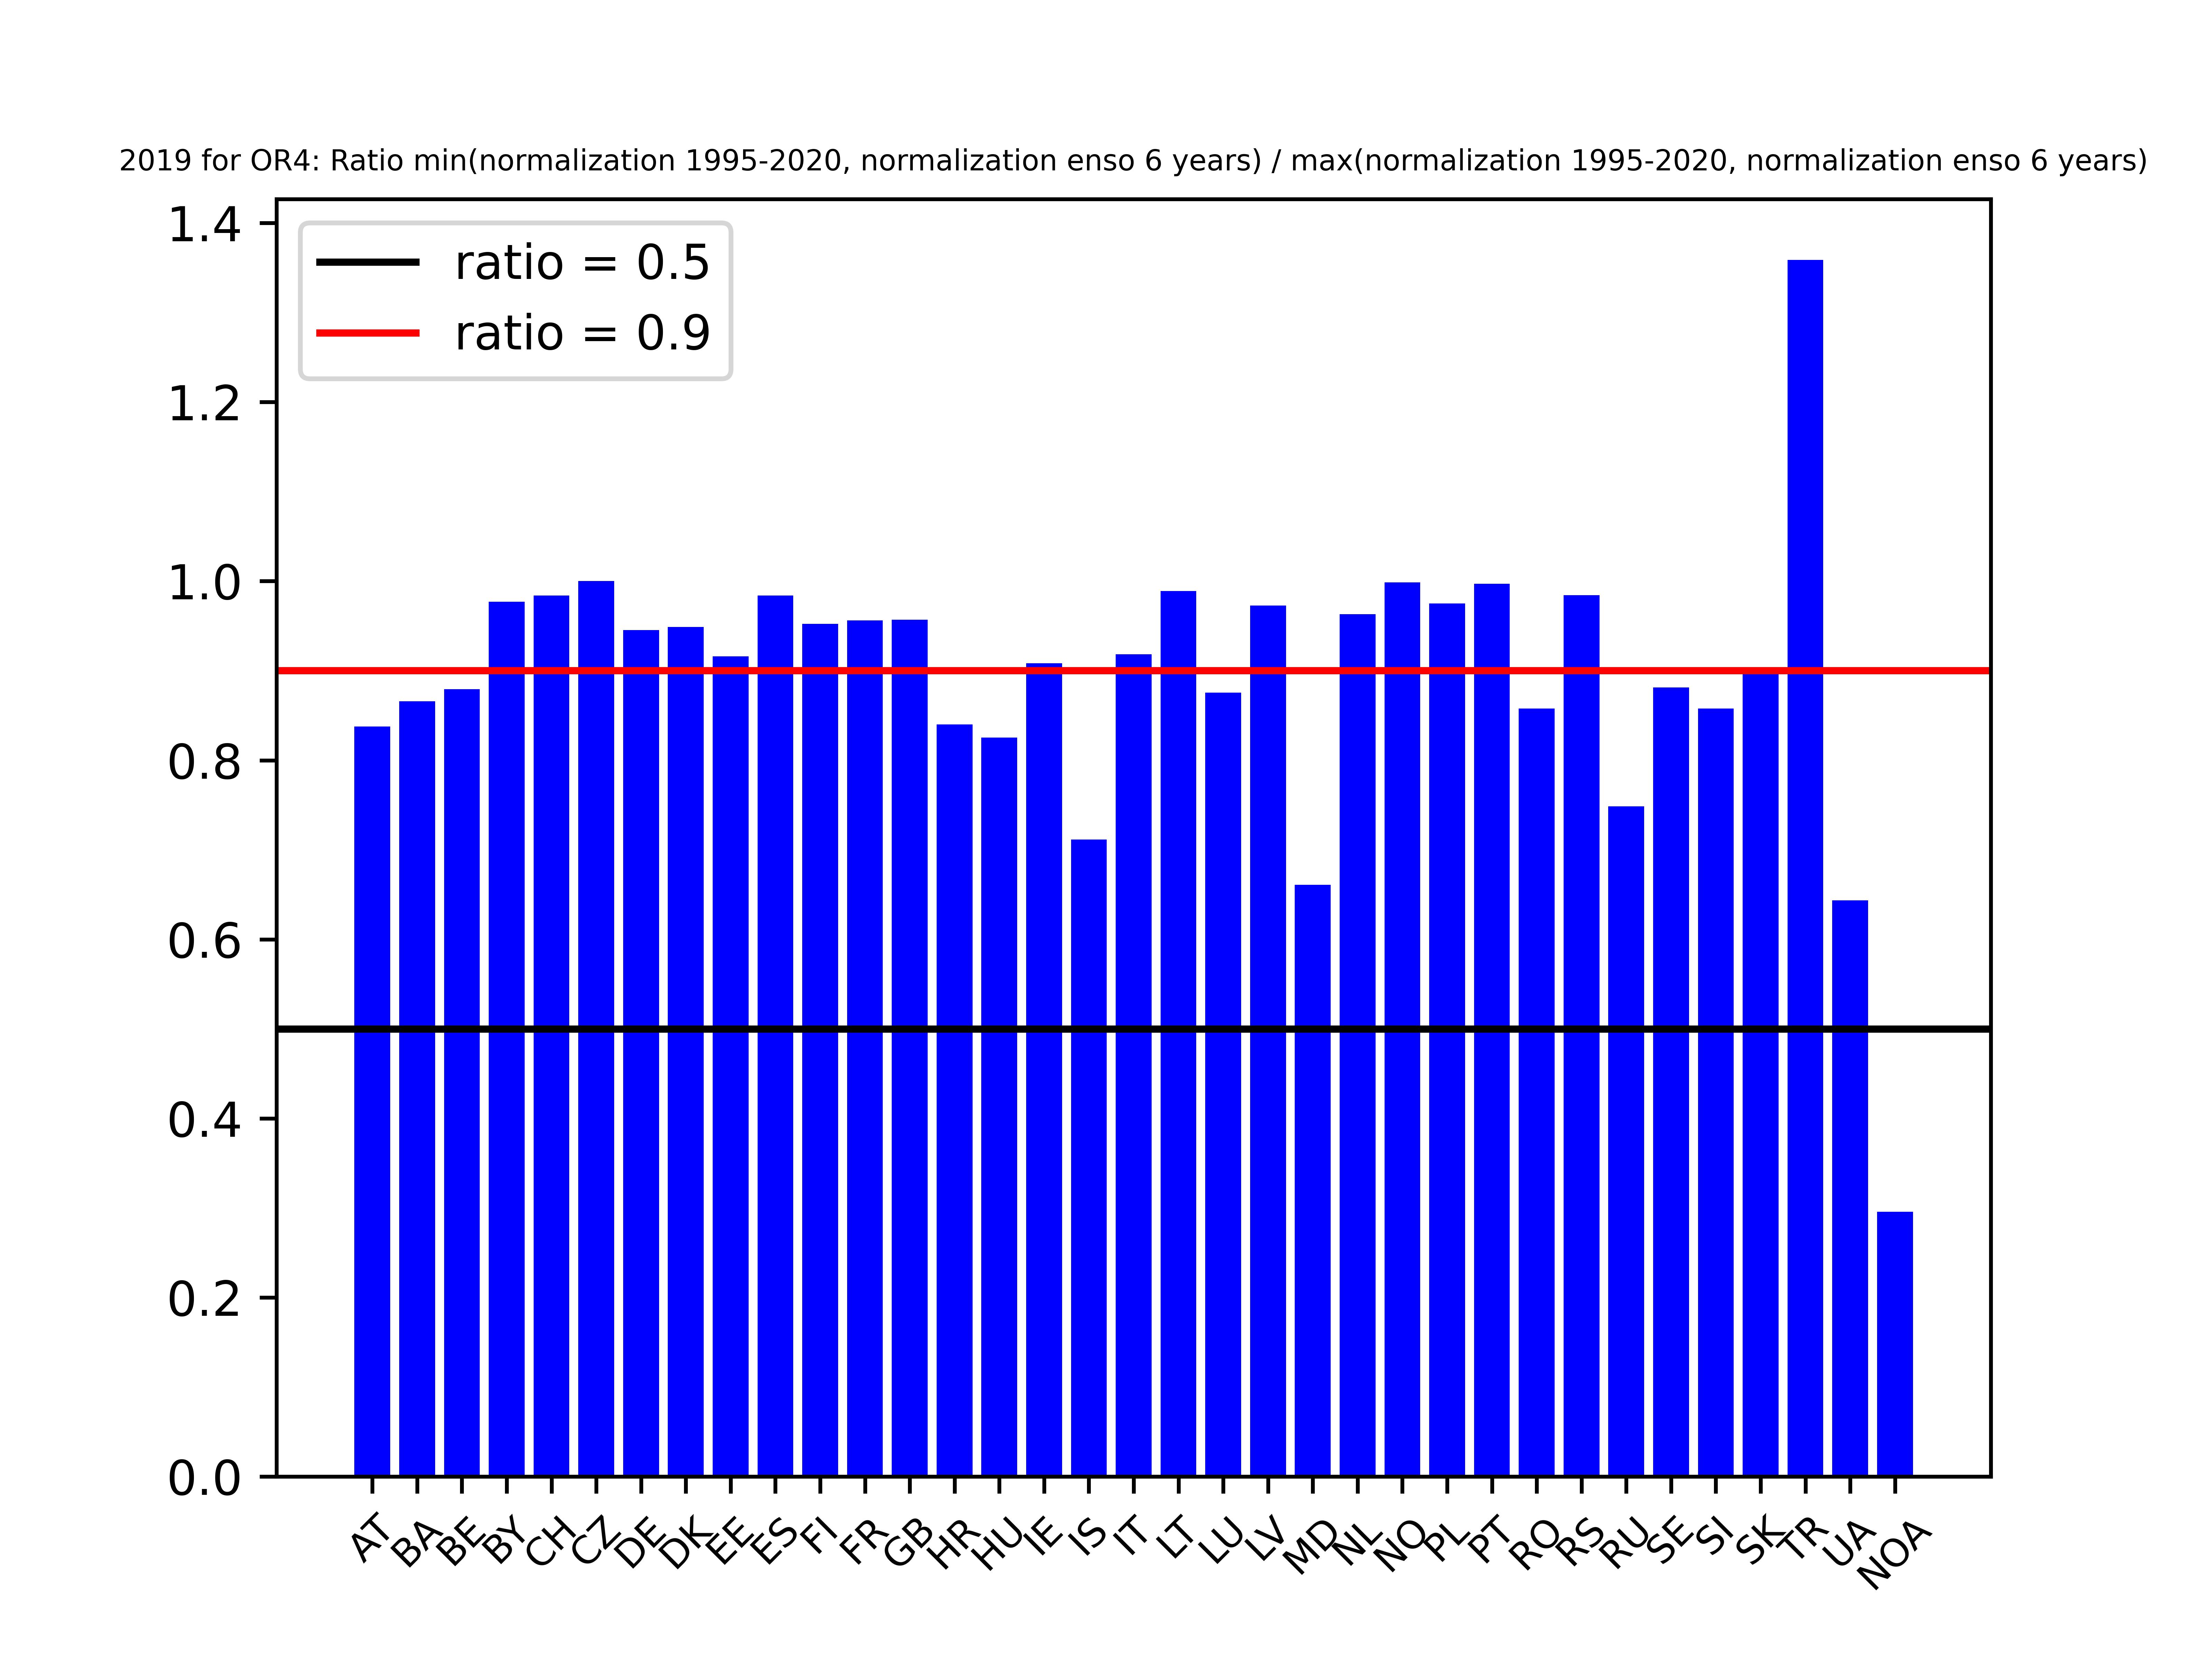 2019 for OR4: Ratio min(normalization 1995-2020, normalization enso 6 years) / max(normalization 1995-2020, normalization enso 6 years)
ratio = 0.5
ratio = 0.9
1.4
1.2
1.0
0.8
0.6
0.4
0.2
0.0
AT BA BE BY CH CZ DE DK EE ES FI FR GB HR HU IE IS IT LT LU LV MD NL NO PL PT RO RS RU SE SI SK TR UA NOA